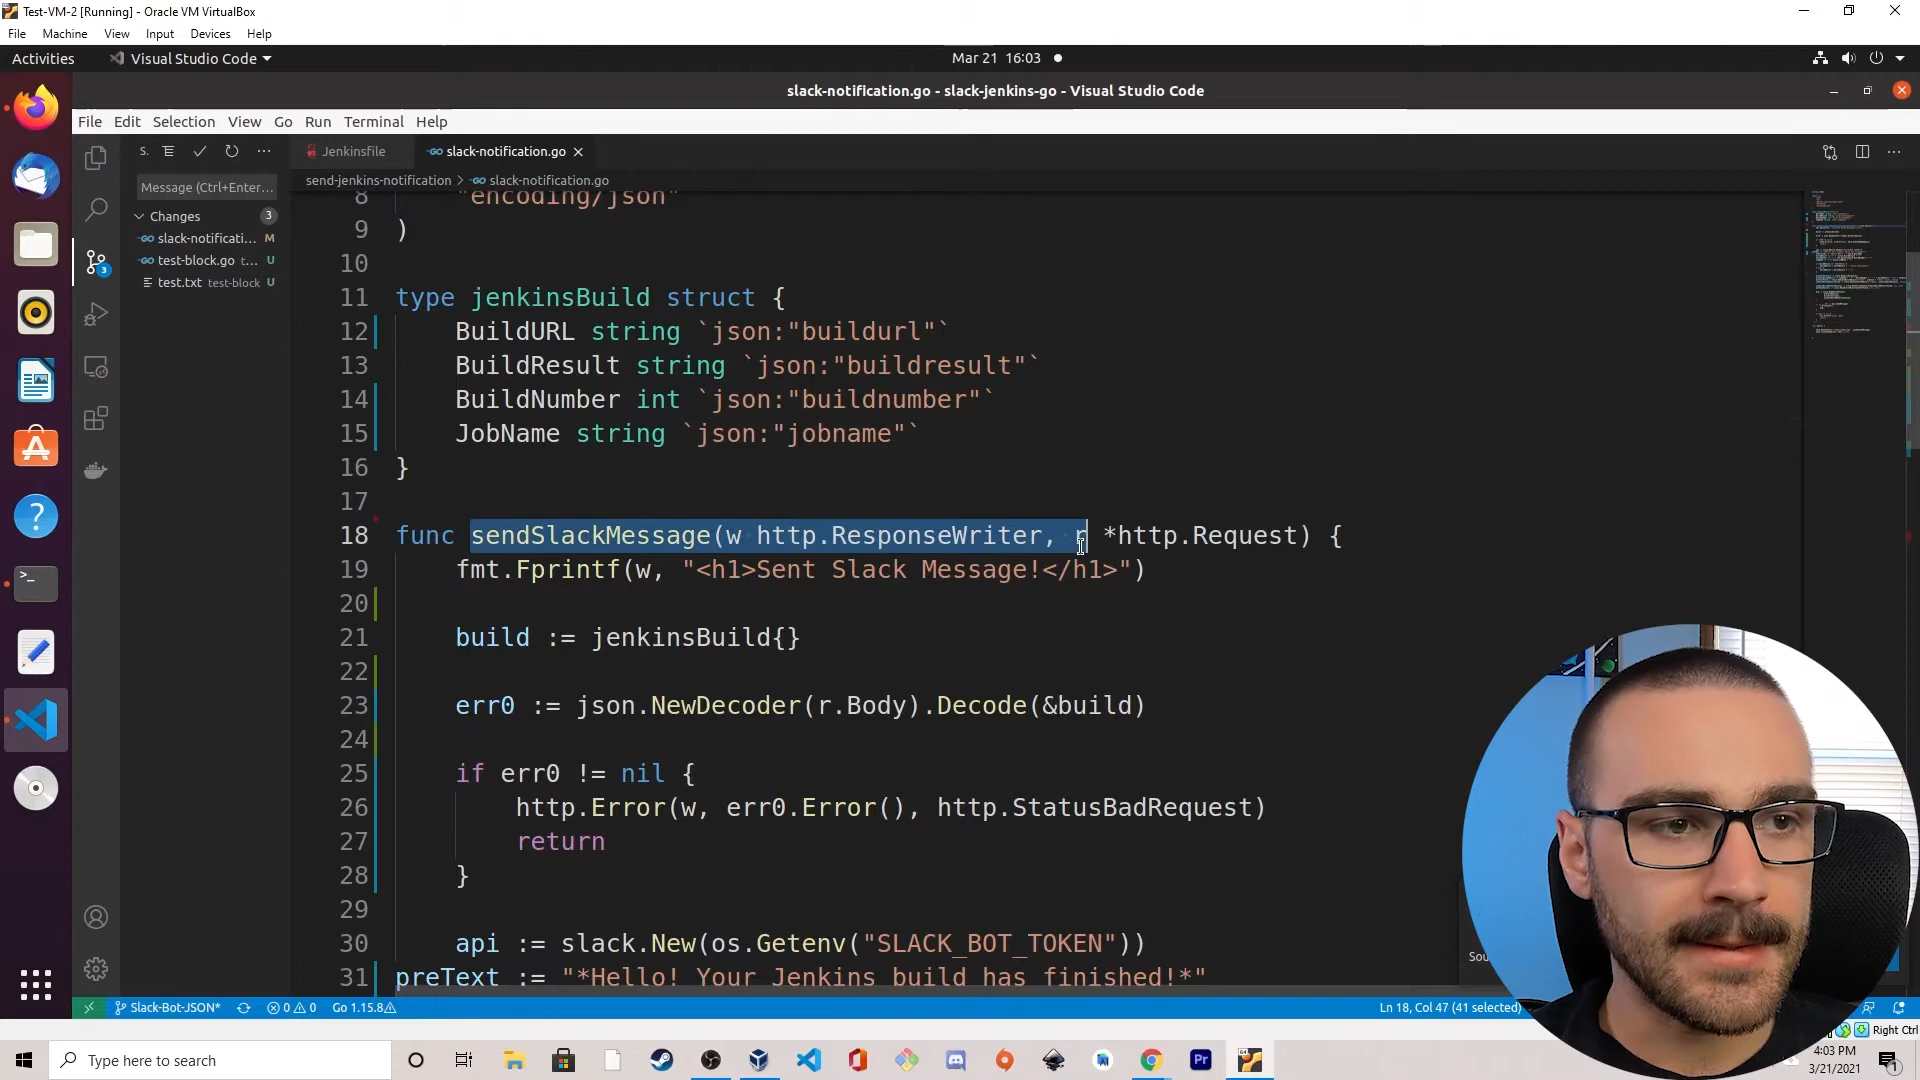 Test-VM-2 [Running] - Oracle VM VirtualBox
File Machine View Input Devices Help
Activities Visual Studio Code Mar 21 16:03
slack-notification.go - slack-jenkins-go - Visual Studio Code
File Edit Selection View Go Run Terminal Help
S. Jenkinsfile slack-notification.go
Message (Ctrl+Enter... send-jenkins-notification > slack-notification.go
Changes 3
slack-notificati... M
test-block.go t... U
test.txt test-block U
8 "encoding/json"
9 )
10
11 type jenkinsBuild struct {
12 BuildURL string `json:"buildurl"`
13 BuildResult string `json:"buildresult"`
14 BuildNumber int `json:"buildnumber"`
15 JobName string `json:"jobname"`
16 }
17
18 func sendSlackMessage(w http.ResponseWriter, r *http.Request) {
19 fmt.Fprintf(w, "<h1>Sent Slack Message!</h1>")
20
21 build := jenkinsBuild{}
22
23 err0 := json.NewDecoder(r.Body).Decode(&build)
24
25 if err0 != nil {
26 http.Error(w, err0.Error(), http.StatusBadRequest)
27 return
28 }
29
30 api := slack.New(os.Getenv("SLACK_BOT_TOKEN"))
31 preText := "*Hello! Your Jenkins build has finished!*"
3
Sou
Slack-Bot-JSON* 0 0 Go 1.15.8 Ln 18, Col 47 (41 selected)
Right Ctrl
Type here to search
4:03 PM
3/21/2021